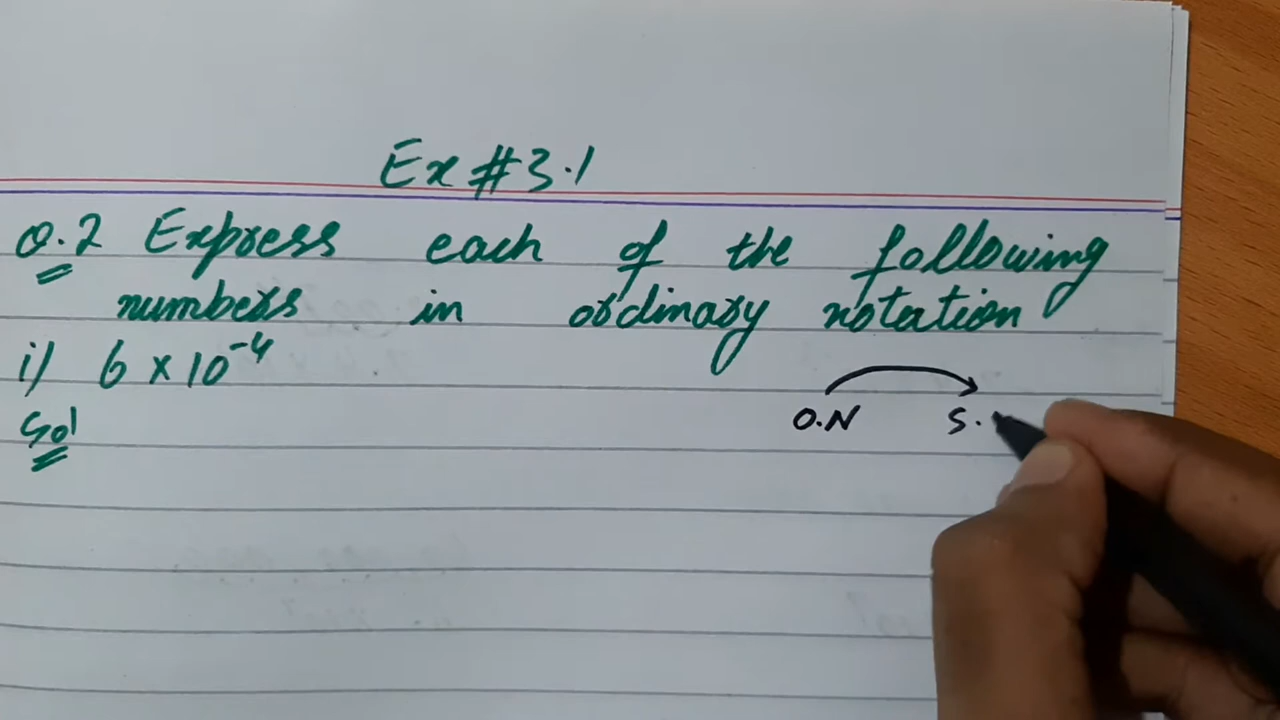 Ex # 3.1
Q.2 Express each of the following
numbers in ordinary notation
i) 6 × 10⁻⁴
Sol
O.N S.